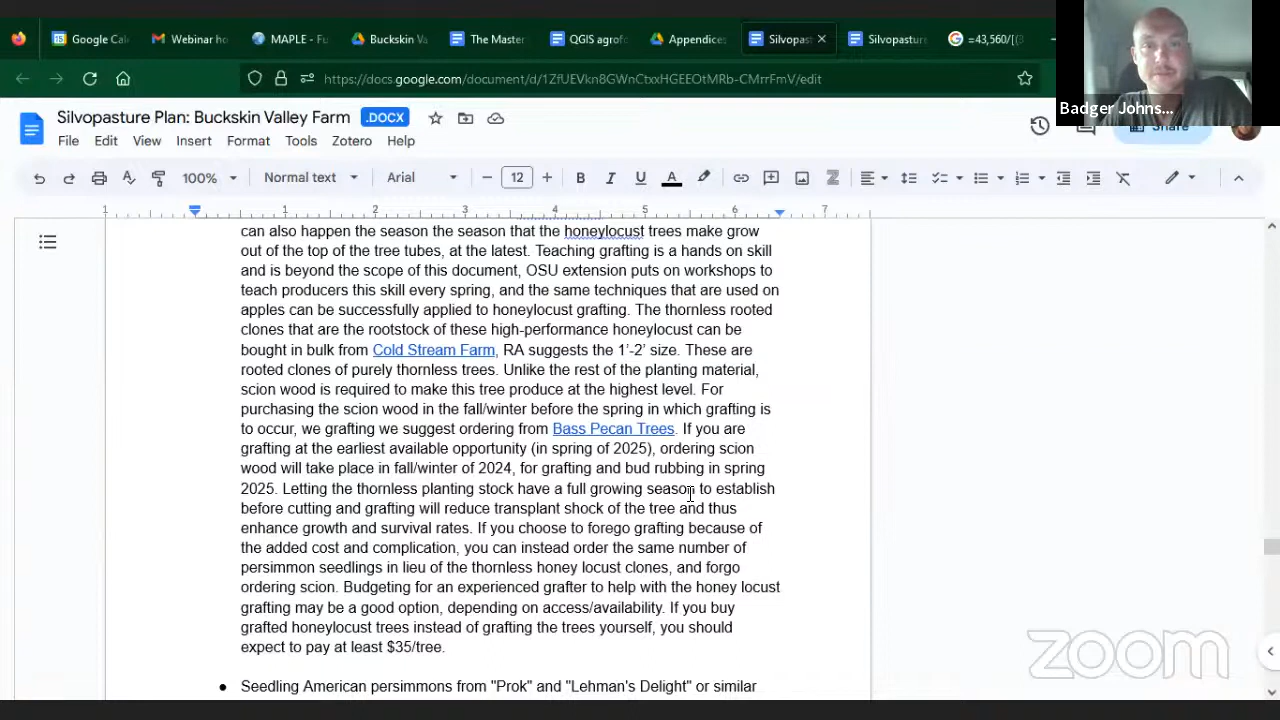 Google Cal
Webinar ho
MAPLE - Fu
Buckskin Va
The Master
QGIS agrofo
Appendices
Silvopast
Silvopasture
=43,560/[(3
https://docs.google.com/document/d/1ZfUEVkn8GWnCtxxHGEEOtMRb-CMrrFmV/edit
Badger Johns...
Silvopasture Plan: Buckskin Valley Farm .DOCX
Share
File Edit View Insert Format Tools Zotero Help
100% Normal text Arial 12
1 1 2 3 4 5 6 7
can also happen the season the season that the honeylocust trees make grow
out of the top of the tree tubes, at the latest. Teaching grafting is a hands on skill
and is beyond the scope of this document, OSU extension puts on workshops to
teach producers this skill every spring, and the same techniques that are used on
apples can be successfully applied to honeylocust grafting. The thornless rooted
clones that are the rootstock of these high-performance honeylocust can be
bought in bulk from Cold Stream Farm, RA suggests the 1’-2’ size. These are
rooted clones of purely thornless trees. Unlike the rest of the planting material,
scion wood is required to make this tree produce at the highest level. For
purchasing the scion wood in the fall/winter before the spring in which grafting is
to occur, we grafting we suggest ordering from Bass Pecan Trees. If you are
grafting at the earliest available opportunity (in spring of 2025), ordering scion
wood will take place in fall/winter of 2024, for grafting and bud rubbing in spring
2025. Letting the thornless planting stock have a full growing season to establish
before cutting and grafting will reduce transplant shock of the tree and thus
enhance growth and survival rates. If you choose to forego grafting because of
the added cost and complication, you can instead order the same number of
persimmon seedlings in lieu of the thornless honey locust clones, and forgo
ordering scion. Budgeting for an experienced grafter to help with the honey locust
grafting may be a good option, depending on access/availability. If you buy
grafted honeylocust trees instead of grafting the trees yourself, you should
expect to pay at least $35/tree.
● Seedling American persimmons from "Prok" and "Lehman's Delight" or similar
zoom